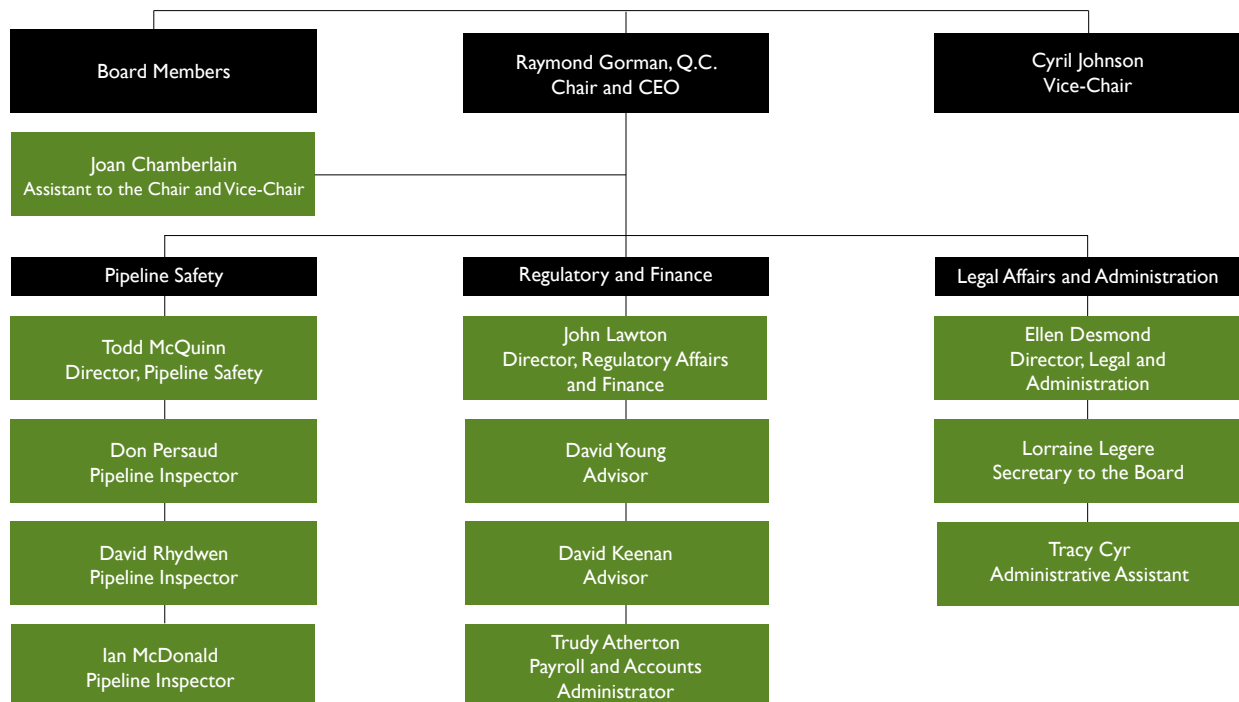 Board Members
Raymond Gorman, Q.C.
Chair and CEO
Cyril Johnson
Vice-Chair
Joan Chamberlain
Assistant to the Chair and Vice-Chair
Pipeline Safety
Todd McQuinn
Director, Pipeline Safety
Don Persaud
Pipeline Inspector
David Rhydwen
Pipeline Inspector
Ian McDonald
Pipeline Inspector
Regulatory and Finance
John Lawton
Director, Regulatory Affairs
and Finance
David Young
Advisor
David Keenan
Advisor
Trudy Atherton
Payroll and Accounts
Administrator
Legal Affairs and Administration
Ellen Desmond
Director, Legal and
Administration
Lorraine Legere
Secretary to the Board
Tracy Cyr
Administrative Assistant